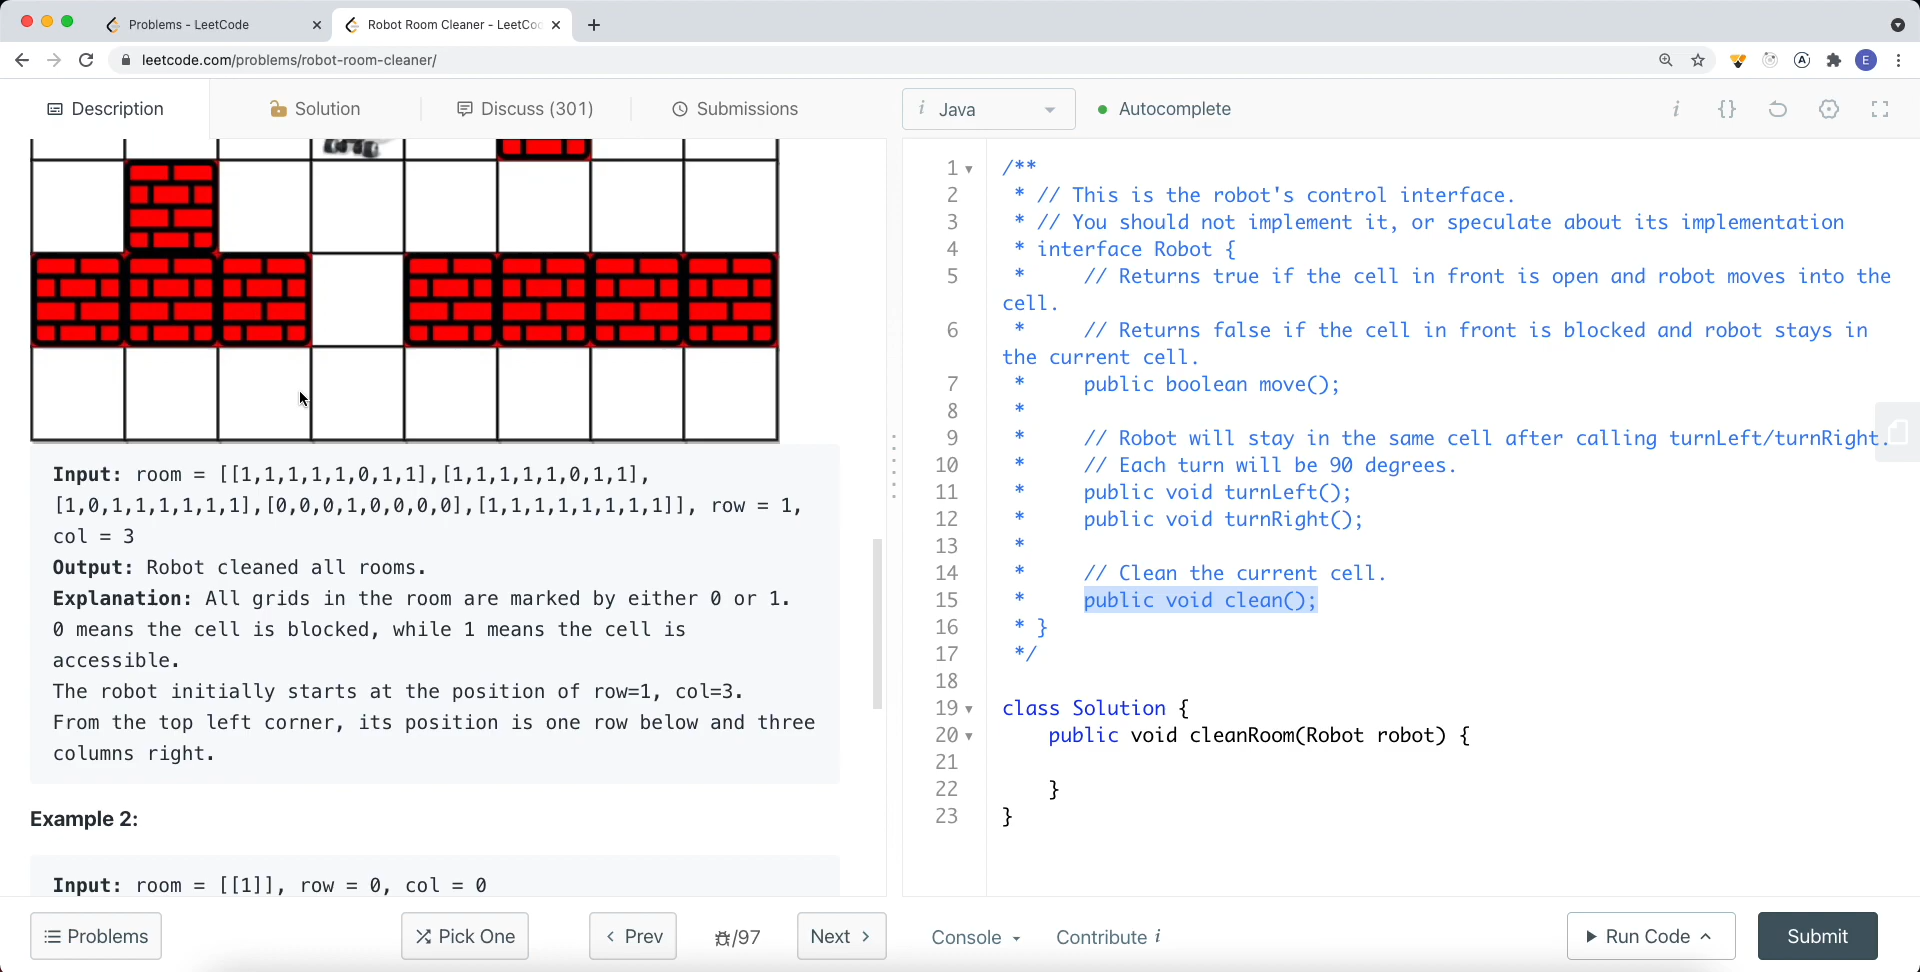 Problems - LeetCode
Robot Room Cleaner - LeetCo
leetcode.com/problems/robot-room-cleaner/
E
Description
Solution
Discuss (301)
Submissions
i Java
Autocomplete
i {}
Input: room = [[1,1,1,1,1,0,1,1],[1,1,1,1,1,0,1,1],
[1,0,1,1,1,1,1,1],[0,0,0,1,0,0,0,0],[1,1,1,1,1,1,1,1]], row = 1,
col = 3
Output: Robot cleaned all rooms.
Explanation: All grids in the room are marked by either 0 or 1.
0 means the cell is blocked, while 1 means the cell is
accessible.
The robot initially starts at the position of row=1, col=3.
From the top left corner, its position is one row below and three
columns right.
Example 2:
Input: room = [[1]], row = 0, col = 0
1 /**
2 * // This is the robot's control interface.
3 * // You should not implement it, or speculate about its implementation
4 * interface Robot {
5 * // Returns true if the cell in front is open and robot moves into the
cell.
6 * // Returns false if the cell in front is blocked and robot stays in
the current cell.
7 * public boolean move();
8 *
9 * // Robot will stay in the same cell after calling turnLeft/turnRight.
10 * // Each turn will be 90 degrees.
11 * public void turnLeft();
12 * public void turnRight();
13 *
14 * // Clean the current cell.
15 * public void clean();
16 * }
17 */
18
19 class Solution {
20 public void cleanRoom(Robot robot) {
21
22 }
23 }
Problems
Pick One
Prev
/97
Next
Console
Contribute i
Run Code
Submit